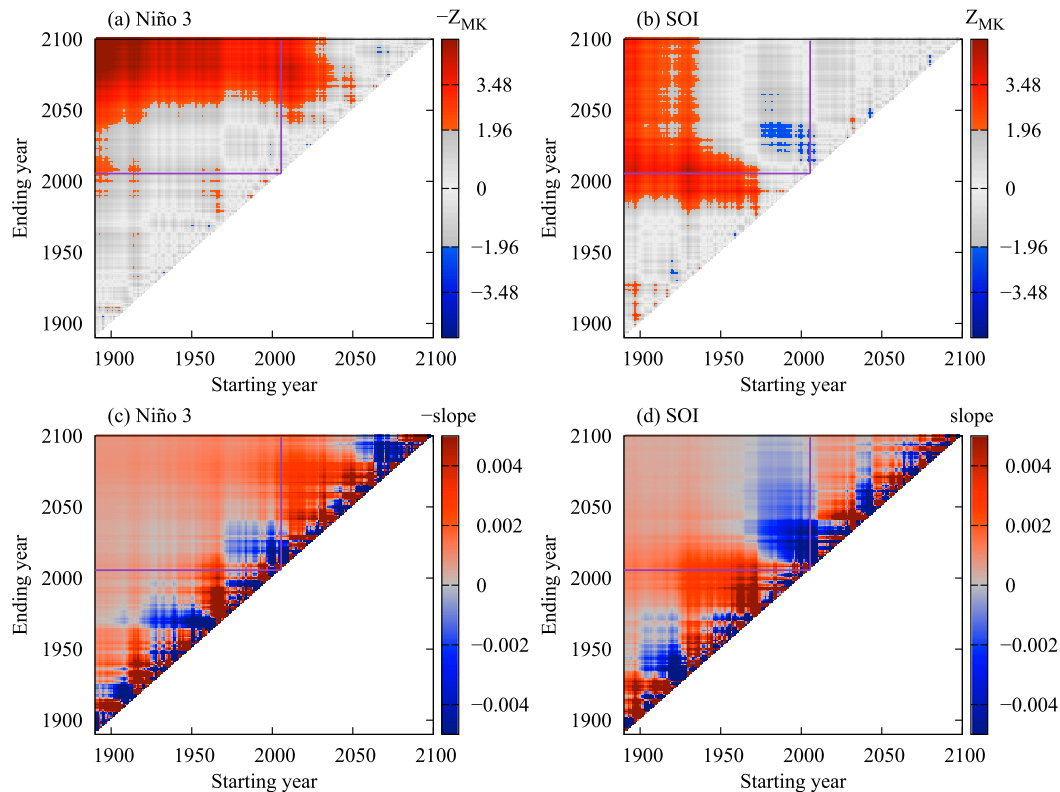 (a) Niño 3
−Z_MK
2100
2050
2000
1950
1900
Ending year
1900 1950 2000 2050 2100
Starting year
3.48
1.96
0
−1.96
−3.48
(b) SOI
Z_MK
2100
2050
2000
1950
1900
Ending year
1900 1950 2000 2050 2100
Starting year
3.48
1.96
0
−1.96
−3.48
(c) Niño 3
−slope
2100
2050
2000
1950
1900
Ending year
1900 1950 2000 2050 2100
Starting year
0.004
0.002
0
−0.002
−0.004
(d) SOI
slope
2100
2050
2000
1950
1900
Ending year
1900 1950 2000 2050 2100
Starting year
0.004
0.002
0
−0.002
−0.004